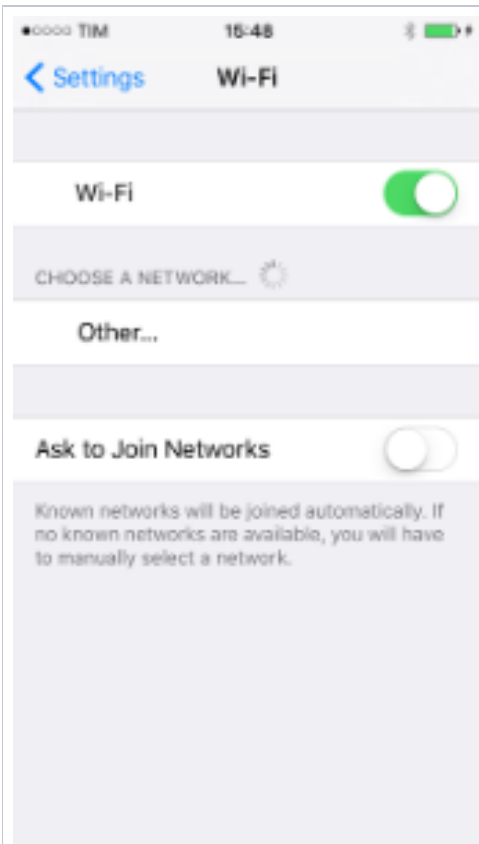 TIM 15:48
Settings Wi-Fi
Wi-Fi
CHOOSE A NETWORK...
Other...
Ask to Join Networks
Known networks will be joined automatically. If
no known networks are available, you will have
to manually select a network.